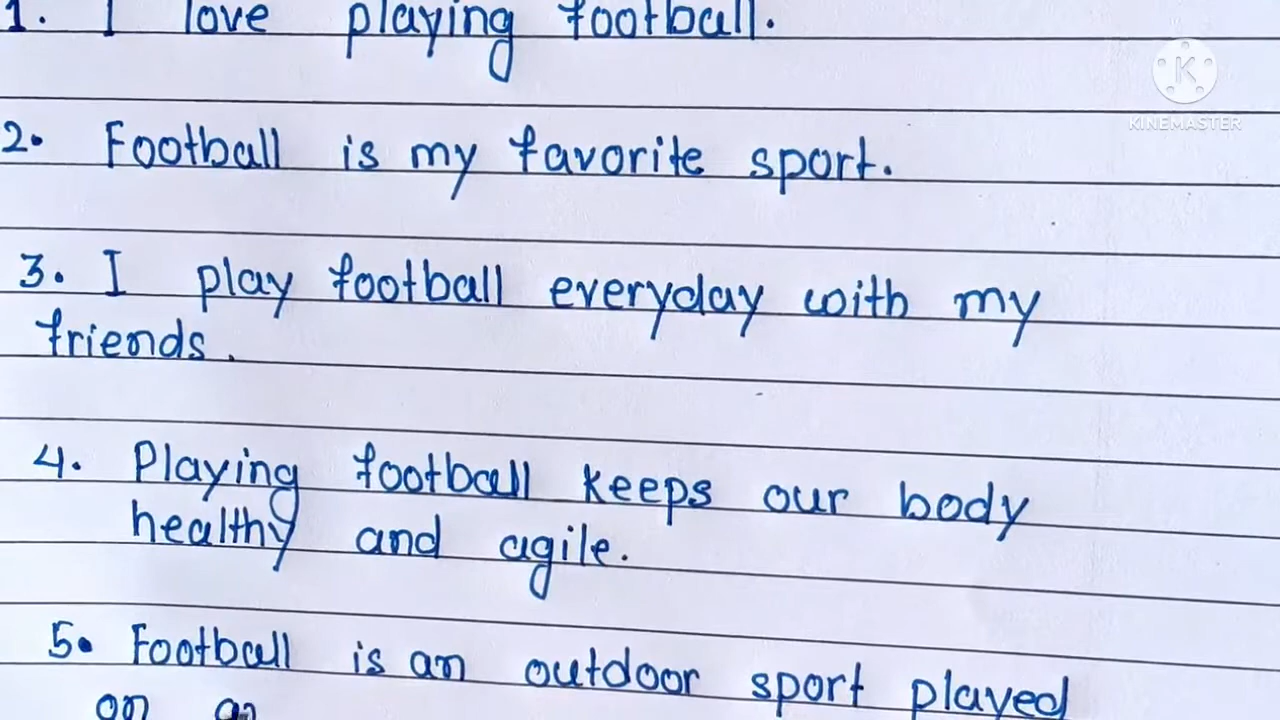 1. I love playing football.
KINEMASTER
2. Football is my favorite sport.
3. I play football everyday with my
friends.
4. Playing football keeps our body
healthy and agile.
5. Football is an outdoor sport played
on an